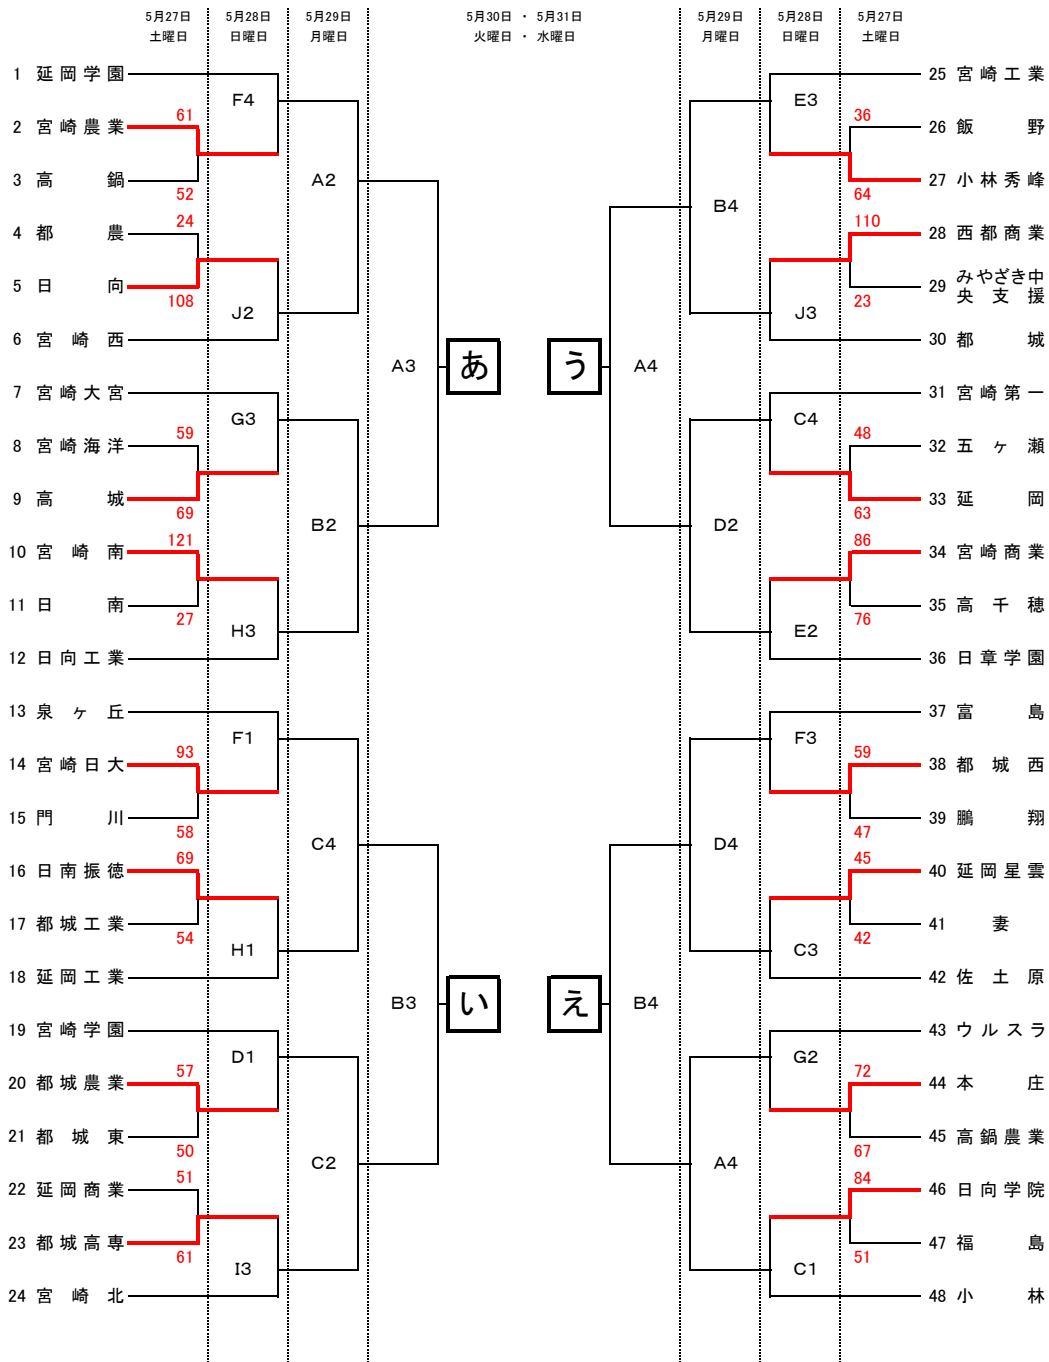 5月27日 5月28日 5月29日 5月30日 ・ 5月31日 5月29日 5月28日 5月27日
土曜日 日曜日 月曜日 火曜日 ・ 水曜日 月曜日 日曜日 土曜日
1 延岡学園
F4
61
2 宮崎農業
3 高鍋
52
A2
24
4 都農
5 日向
108
J2
6 宮崎西
A3
あ
7 宮崎大宮
G3
59
8 宮崎海洋
9 高城
69
B2
121
10 宮崎南
11 日南
27
H3
12 日向工業
13 泉ヶ丘
F1
93
14 宮崎日大
15 門川
58
C4
69
16 日南振徳
17 都城工業
54
H1
18 延岡工業
B3
い
19 宮崎学園
D1
57
20 都城農業
21 都城東
50
C2
51
22 延岡商業
23 都城高専
61
I3
24 宮崎北
25 宮崎工業
E3
36
26 飯野
27 小林秀峰
64
B4
110
28 西都商業
29 みやざき中
央支援
23
J3
30 都城
う
A4
31 宮崎第一
C4
48
32 五ヶ瀬
33 延岡
63
D2
86
34 宮崎商業
35 高千穂
76
E2
36 日章学園
37 富島
F3
59
38 都城西
39 鵬翔
47
D4
45
40 延岡星雲
41 妻
42
C3
42 佐土原
え
B4
43 ウルスラ
G2
72
44 本庄
45 高鍋農業
67
A4
84
46 日向学院
47 福島
51
C1
48 小林